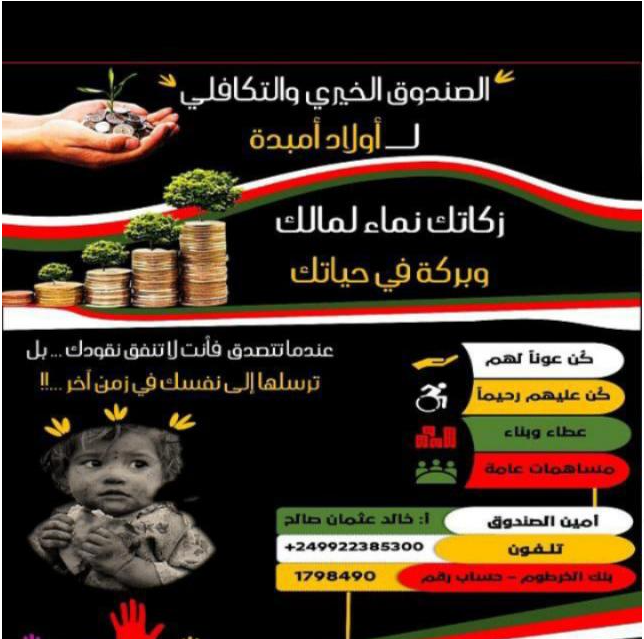 الصندوق الخيري والتكافلي
لـ أولاد أمبدة
زكاتك نماء لمالك
وبركة في حياتك
عندما تتصدق فأنت لا تنفق نقودك ... بل
ترسلها إلى نفسك في زمن آخر ...!!
كُن عوناً لهم
كُن عليهم رحيماً
عطاء وبناء
مساهمات عامة
أمين الصندوق أ: خالد عثمان صالح
تلفون +249922385300
بنك الخرطوم - حساب رقم 1798490